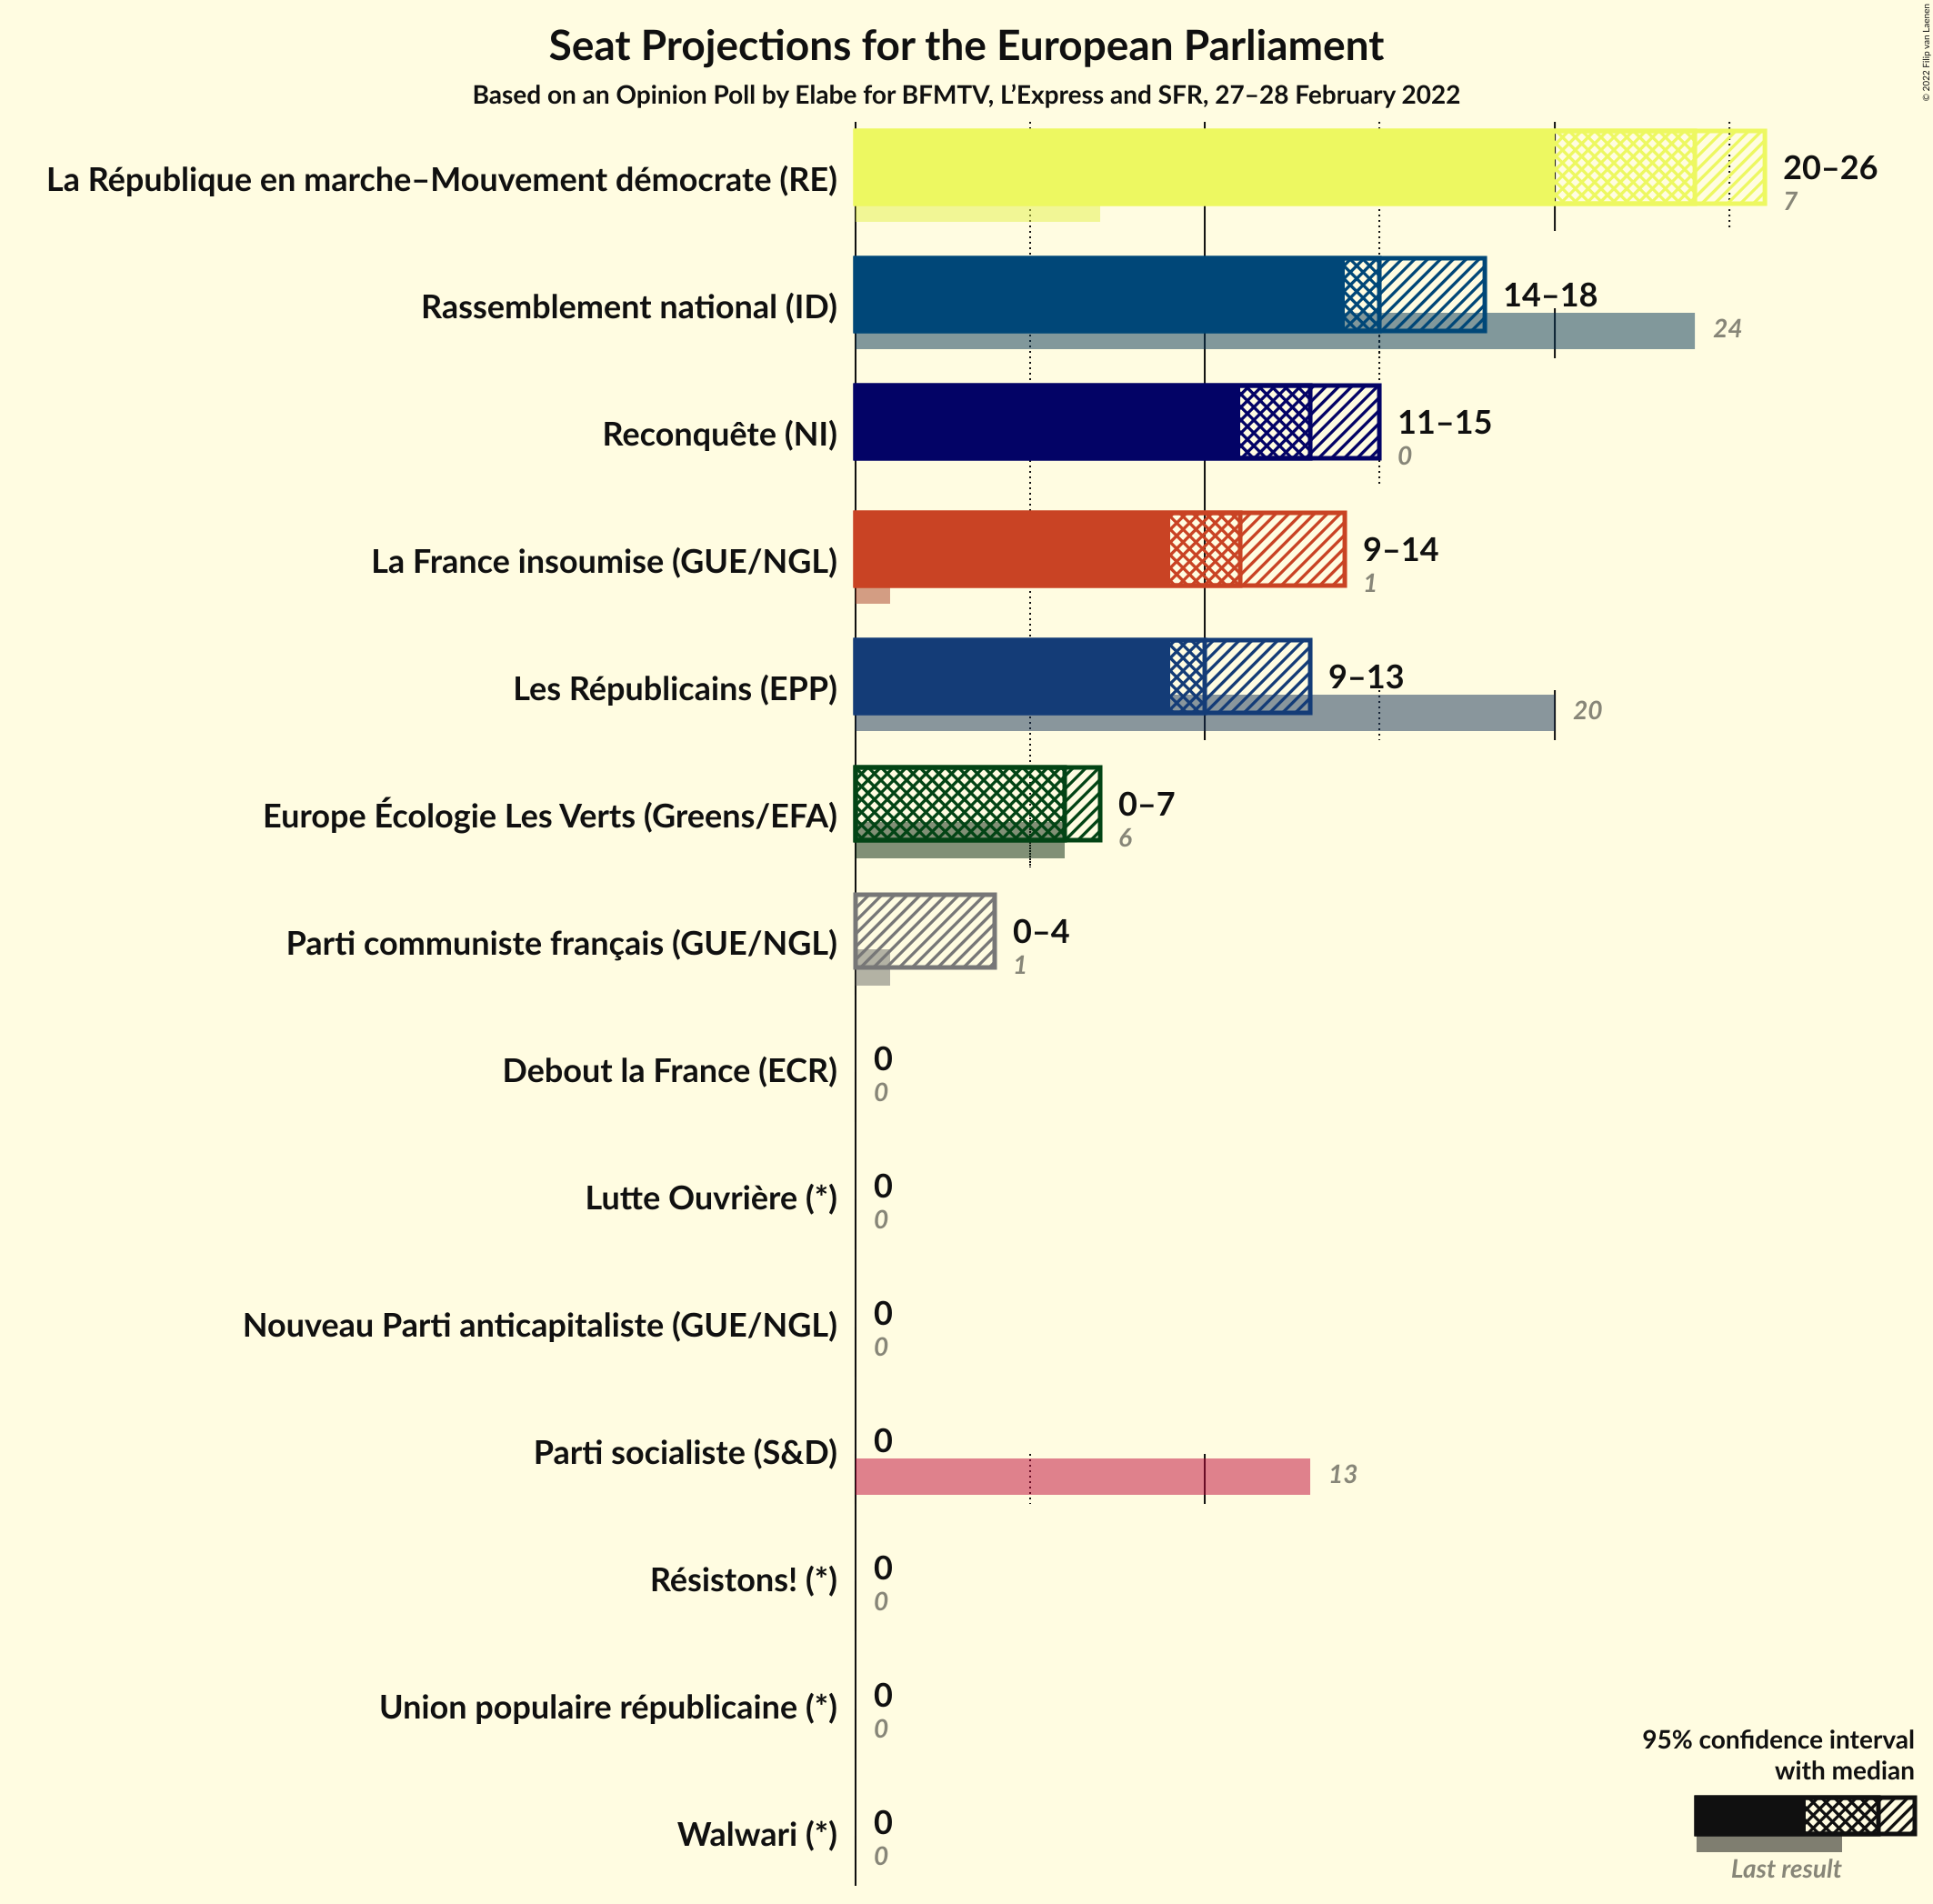 Seat Projections for the European Parliament
Based on an Opinion Poll by Elabe for BFMTV, L’Express and SFR, 27–28 February 2022
© 2022 Filip van Laenen
La République en marche–Mouvement démocrate (RE)
20–26
7
Rassemblement national (ID)
14–18
24
Reconquête (NI)
11–15
0
La France insoumise (GUE/NGL)
9–14
1
Les Républicains (EPP)
9–13
20
Europe Écologie Les Verts (Greens/EFA)
0–7
6
Parti communiste français (GUE/NGL)
0–4
1
Debout la France (ECR)
0
0
Lutte Ouvrière (*)
0
0
Nouveau Parti anticapitaliste (GUE/NGL)
0
0
Parti socialiste (S&D)
0
13
Résistons! (*)
0
0
Union populaire républicaine (*)
0
0
Walwari (*)
0
0
95% confidence interval
with median
Last result